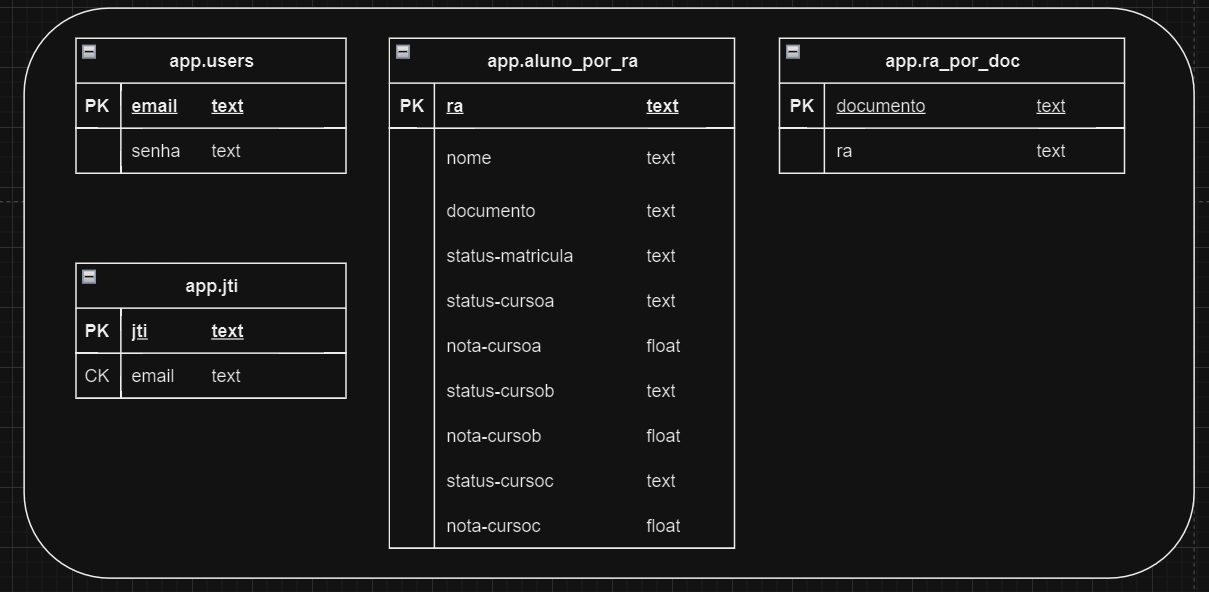 app.users
PK email text
senha text
app.jti
PK jti text
CK email text
app.aluno_por_ra
PK ra text
nome text
documento text
status-matricula text
status-cursoa text
nota-cursoa float
status-cursob text
nota-cursob float
status-cursoc text
nota-cursoc float
app.ra_por_doc
PK documento text
ra text